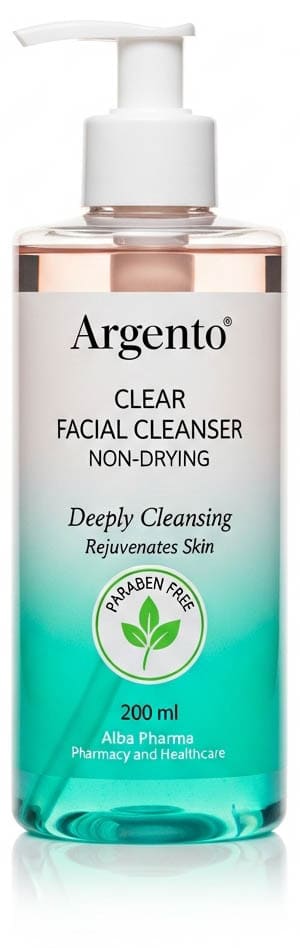 Argento®
CLEAR
FACIAL CLEANSER
NON-DRYING
Deeply Cleansing
Rejuvenates Skin
PARABEN FREE
200 ml
Alba Pharma
Pharmacy and Healthcare